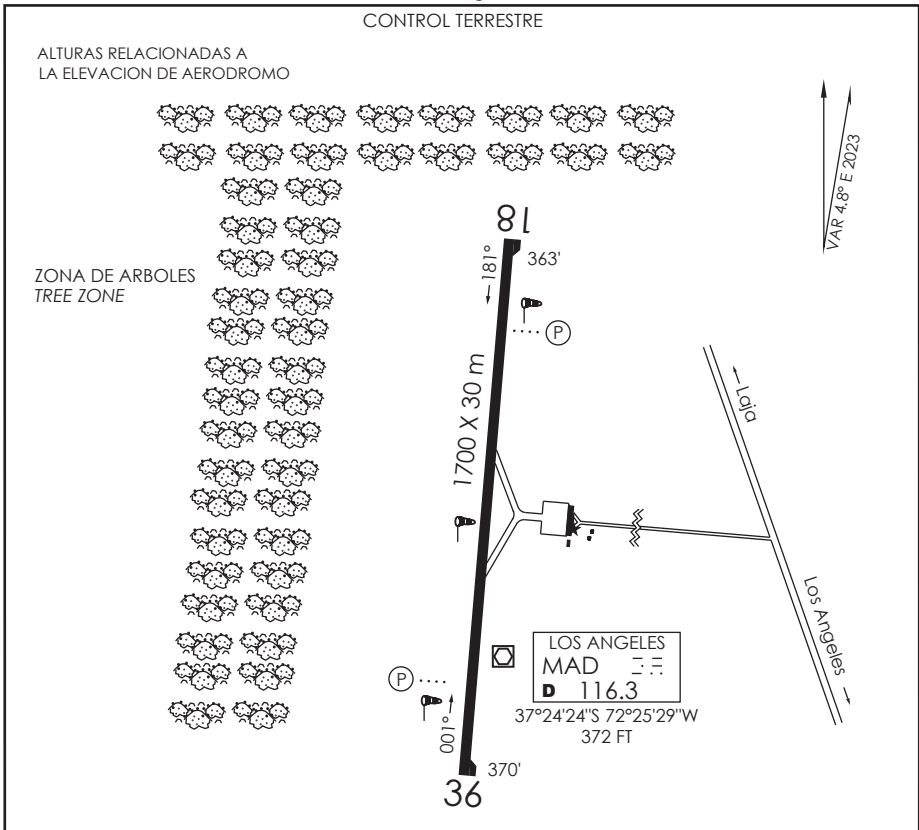 CONTROL TERRESTRE
ALTURAS RELACIONADAS A
LA ELEVACION DE AERODROMO
VAR 4.8° E 2023
18
363'
181°
ZONA DE ARBOLES
TREE ZONE
P
1700 X 30 m
Laja
Los Angeles
LOS ANGELES
MAD
D 116.3
37°24'24"S 72°25'29"W
372 FT
P
001°
370'
36